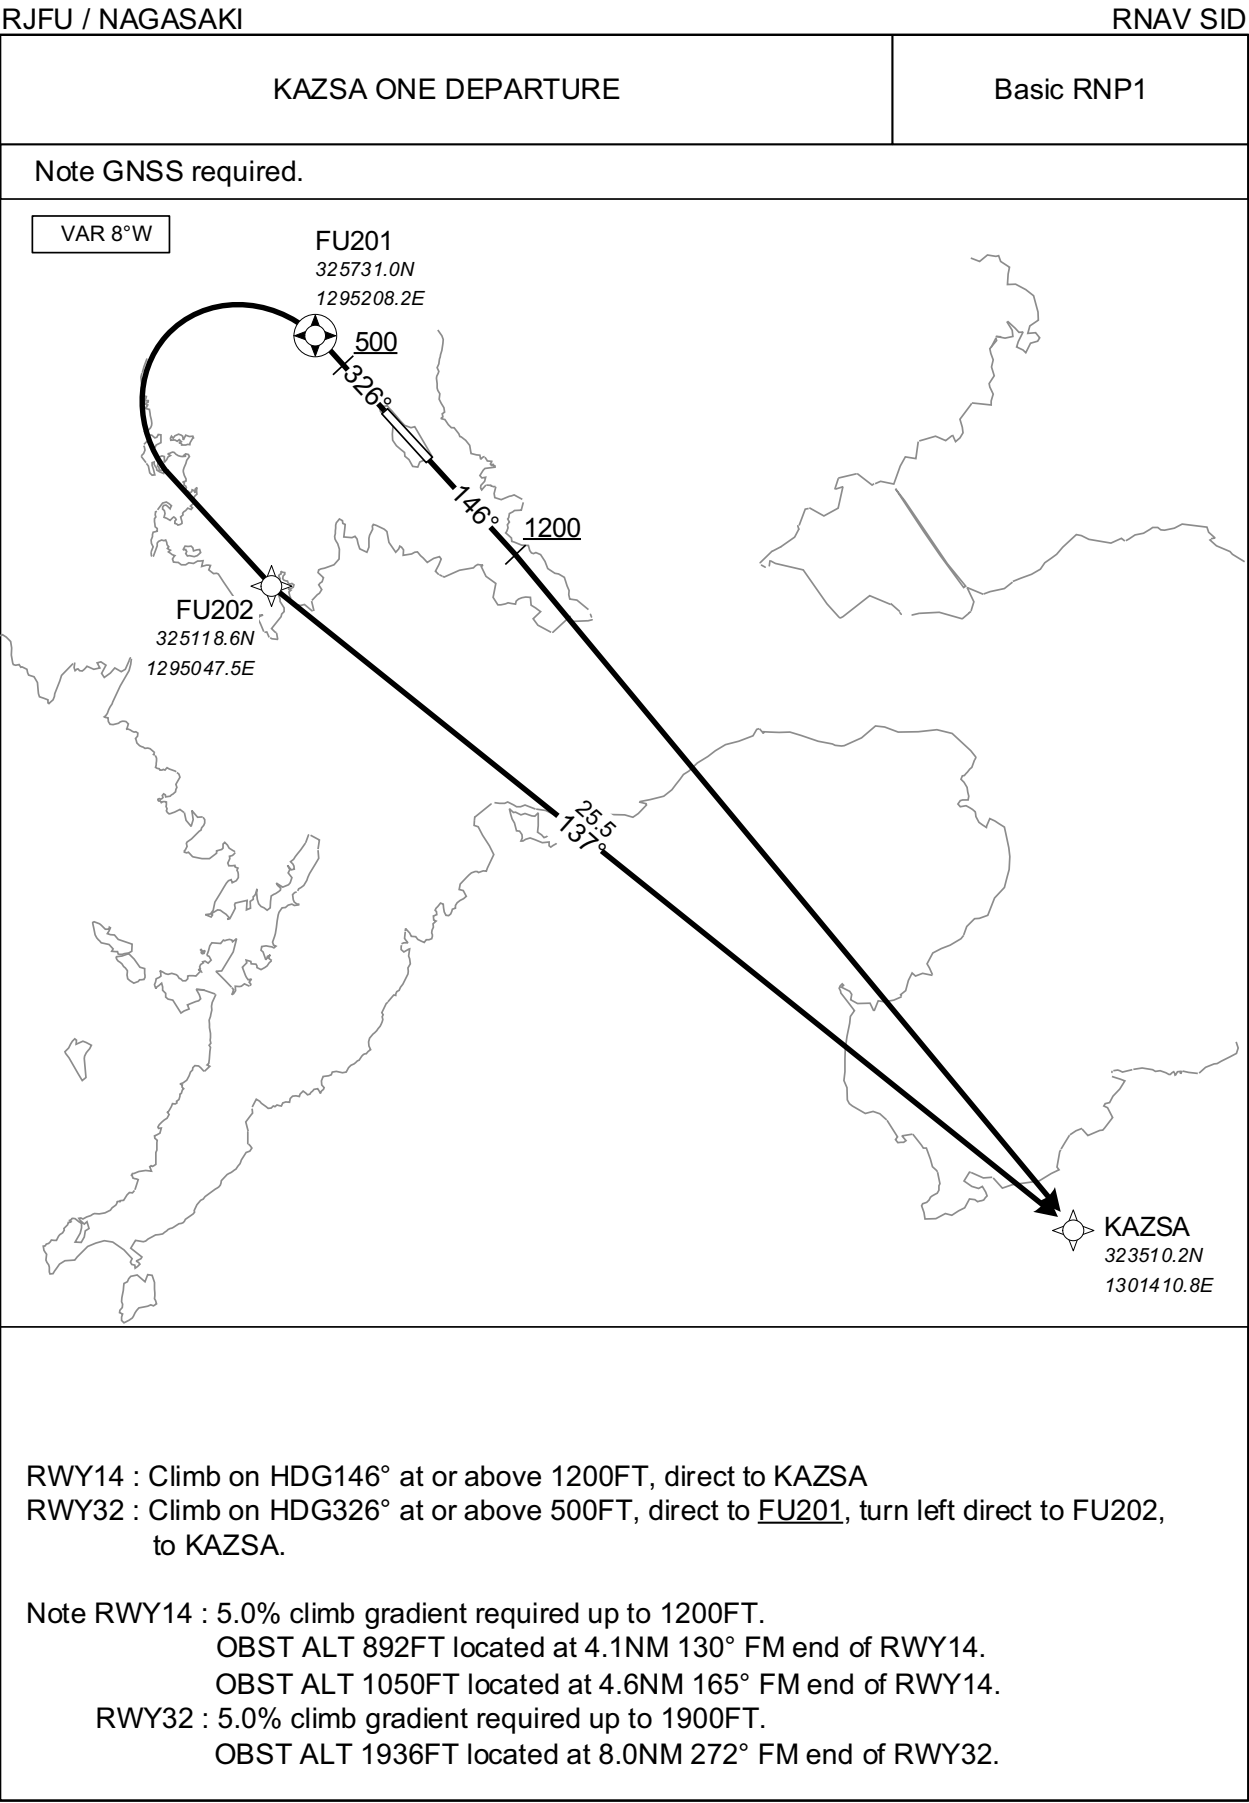 RJFU / NAGASAKI
RNAV SID
KAZSA ONE DEPARTURE
Basic RNP1
Note GNSS required.
VAR 8°W
FU201
325731.0N
1295208.2E
500
326°
146°
1200
FU202
325118.6N
1295047.5E
25.5
137°
KAZSA
323510.2N
1301410.8E
RWY14 : Climb on HDG146° at or above 1200FT, direct to KAZSA
RWY32 : Climb on HDG326° at or above 500FT, direct to FU201, turn left direct to FU202,
to KAZSA.
Note RWY14 : 5.0% climb gradient required up to 1200FT.
OBST ALT 892FT located at 4.1NM 130° FM end of RWY14.
OBST ALT 1050FT located at 4.6NM 165° FM end of RWY14.
RWY32 : 5.0% climb gradient required up to 1900FT.
OBST ALT 1936FT located at 8.0NM 272° FM end of RWY32.